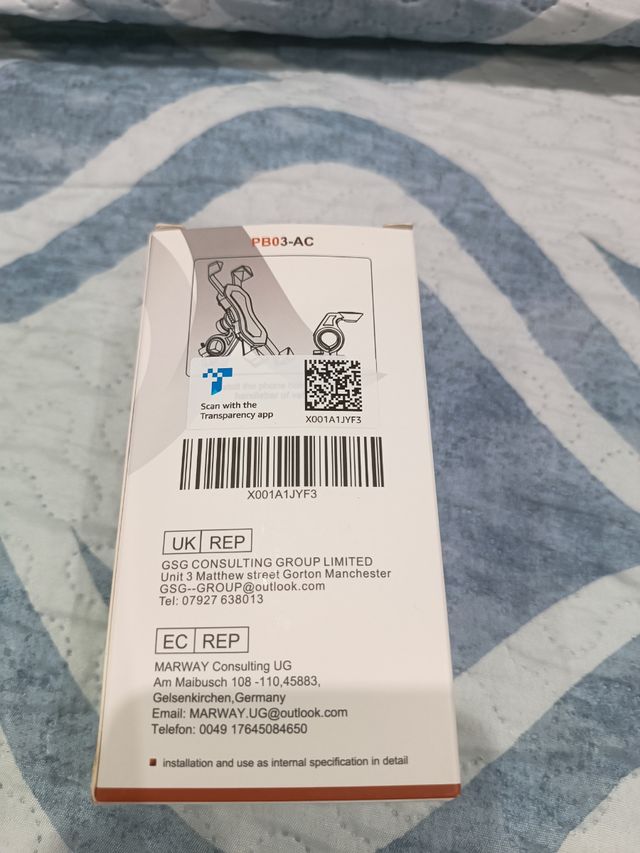 PB03-AC
Scan with the
Transparency app
X001A1JYF3
X001A1JYF3
UK REP
GSG CONSULTING GROUP LIMITED
Unit 3 Matthew street Gorton Manchester
GSG--GROUP@outlook.com
Tel: 07927 638013
EC REP
MARWAY Consulting UG
Am Maibusch 108 -110,45883,
Gelsenkirchen,Germany
Email: MARWAY.UG@outlook.com
Telefon: 0049 17645084650
installation and use as internal specification in detail